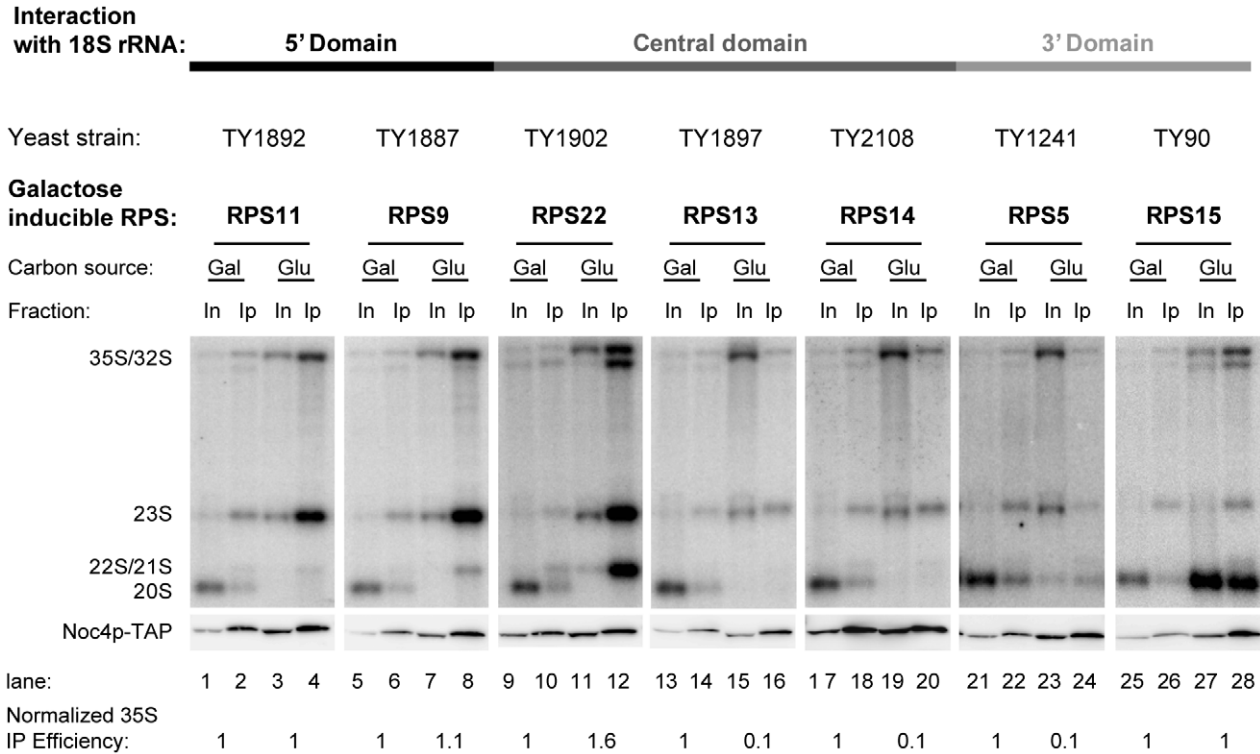 Interaction
with 18S rRNA: 5’ Domain Central domain 3’ Domain
Yeast strain: TY1892 TY1887 TY1902 TY1897 TY2108 TY1241 TY90
Galactose
inducible RPS: RPS11 RPS9 RPS22 RPS13 RPS14 RPS5 RPS15
Carbon source: Gal Glu Gal Glu Gal Glu Gal Glu Gal Glu Gal Glu Gal Glu
Fraction: In Ip In Ip In Ip In Ip In Ip In Ip In Ip In Ip In Ip In Ip In Ip In Ip In Ip In Ip
35S/32S
23S
22S/21S
20S
Noc4p-TAP
lane: 1 2 3 4 5 6 7 8 9 10 11 12 13 14 15 16 17 18 19 20 21 22 23 24 25 26 27 28
Normalized 35S
IP Efficiency: 1 1 1 1.1 1 1.6 1 0.1 1 0.1 1 0.1 1 1